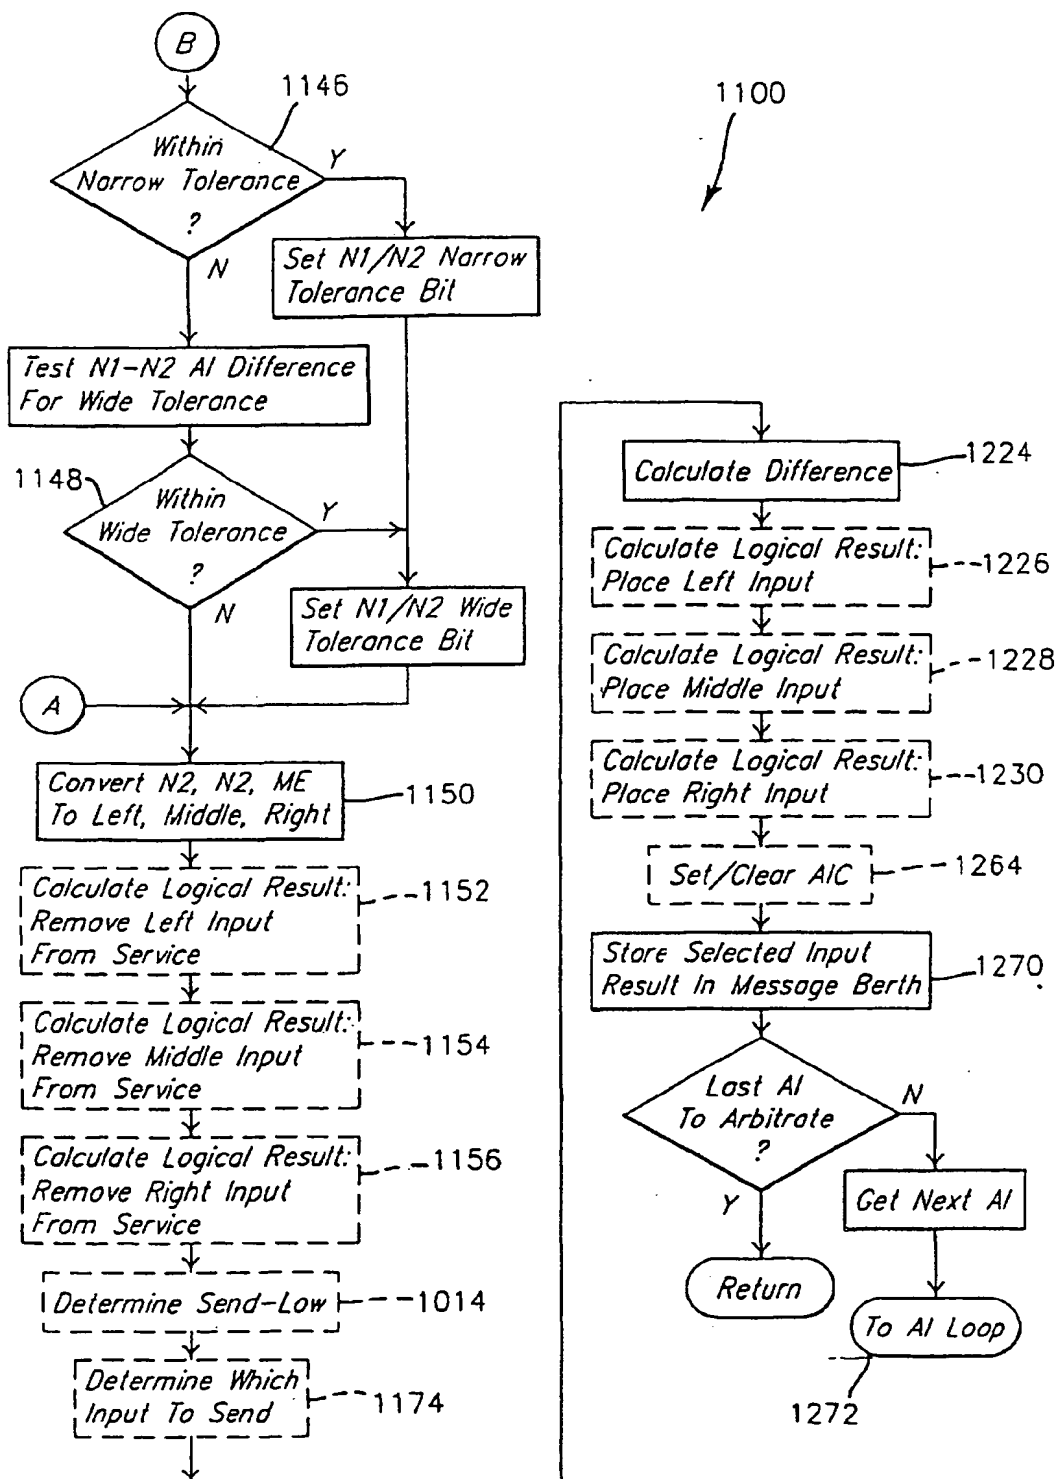 B
1146
1100
Within
Narrow Tolerance
?
Y
N
Set N1/N2 Narrow
Tolerance Bit
Test N1-N2 AI Difference
For Wide Tolerance
1148
Within
Wide Tolerance
?
Y
N
Set N1/N2 Wide
Tolerance Bit
A
Convert N2, N2, ME
To Left, Middle, Right
1150
Calculate Logical Result:
Remove Left Input
From Service
1152
Calculate Logical Result:
Remove Middle Input
From Service
1154
Calculate Logical Result:
Remove Right Input
From Service
1156
Determine Send-Low
1014
Determine Which
Input To Send
1174
Calculate Difference
1224
Calculate Logical Result:
Place Left Input
1226
Calculate Logical Result:
Place Middle Input
1228
Calculate Logical Result:
Place Right Input
1230
Set/Clear AIC
1264
Store Selected Input
Result In Message Berth
1270
Last AI
To Arbitrate
?
N
Y
Get Next AI
Return
To AI Loop
1272